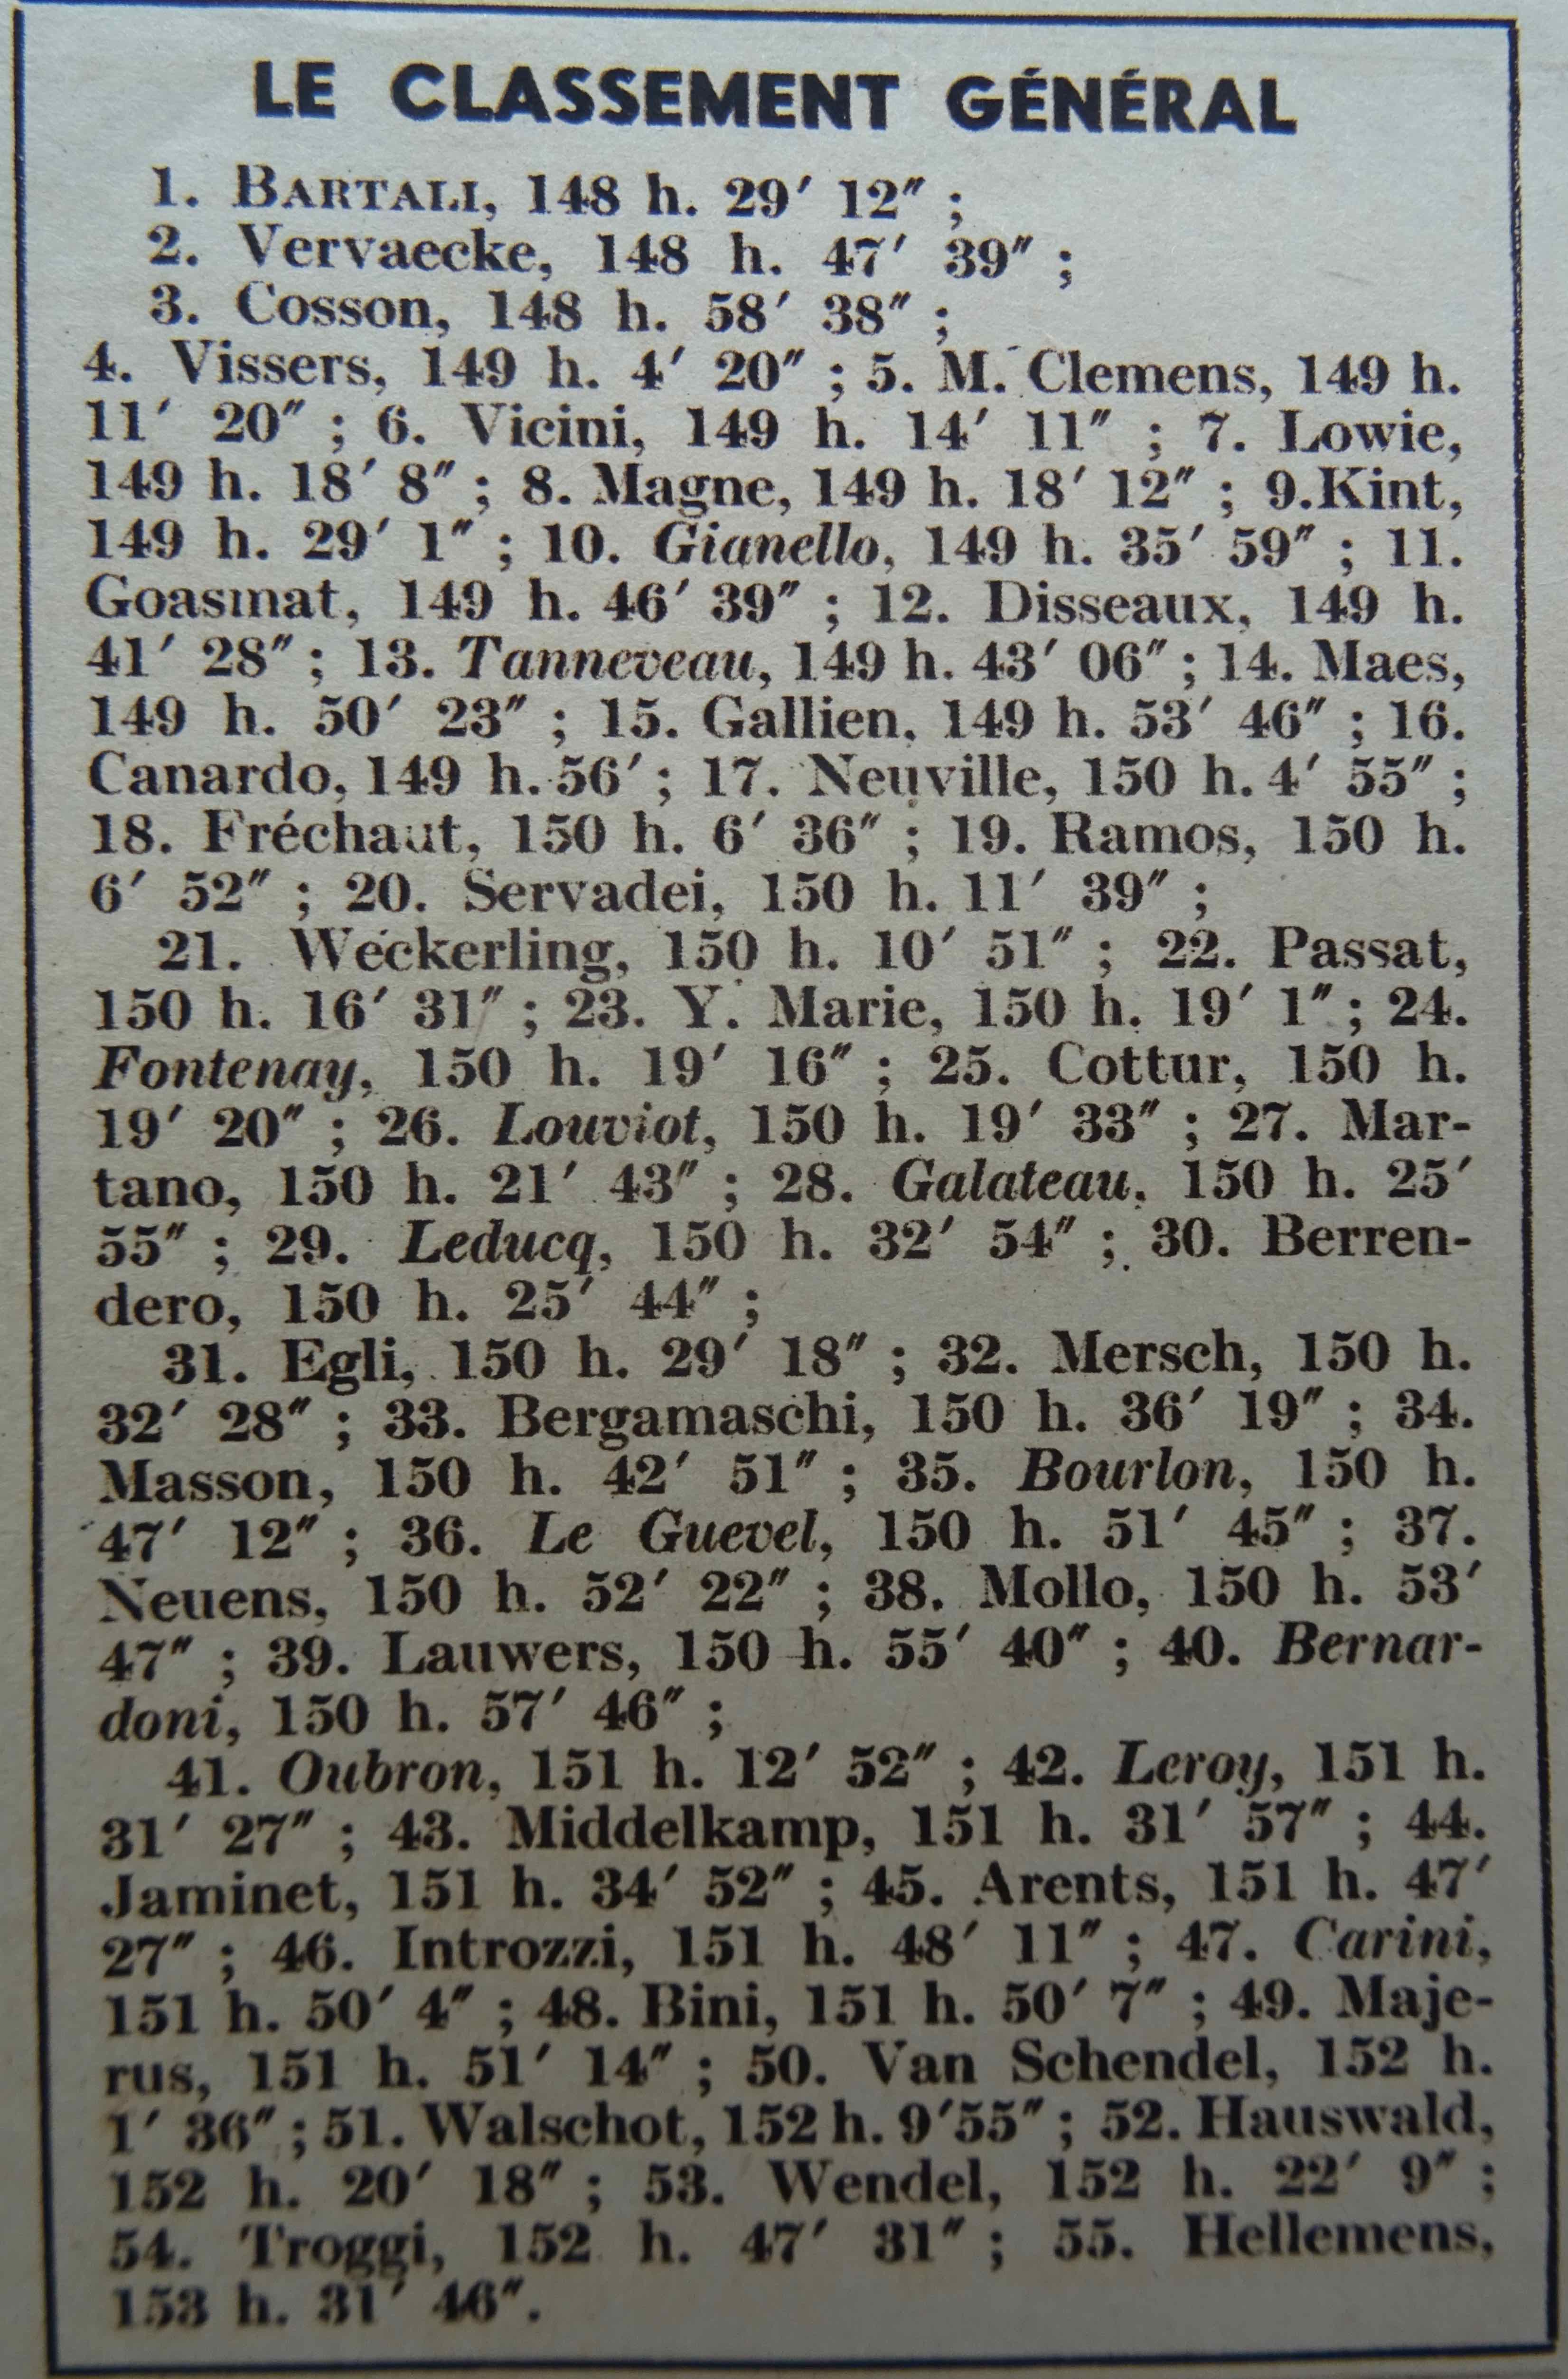 LE CLASSEMENT GÉNÉRAL
1. BARTALI, 148 h. 29′ 12″ ;
2. Vervaecke, 148 h. 47′ 39″ ;
3. Cosson, 148 h. 58′ 38″ ;
4. Vissers, 149 h. 4′ 20″ ; 5. M. Clemens, 149 h.
11′ 20″ ; 6. Vicini, 149 h. 14′ 11″ ; 7. Lowie,
149 h. 18′ 8″ ; 8. Magne, 149 h. 18′ 12″ ; 9.Kint,
149 h. 29′ 1″ ; 10. Gianello, 149 h. 35′ 59″ ; 11.
Goasmat, 149 h. 46′ 39″ ; 12. Disseaux, 149 h.
41′ 28″ ; 13. Tanneveau, 149 h. 43′ 06″ ; 14. Maes,
149 h. 50′ 23″ ; 15. Gallien, 149 h. 53′ 46″ ; 16.
Canardo, 149 h. 56′ ; 17. Neuville, 150 h. 4′ 55″ ;
18. Fréchaut, 150 h. 6′ 36″ ; 19. Ramos, 150 h.
6′ 52″ ; 20. Servadei, 150 h. 11′ 39″ ;
21. Weckerling, 150 h. 10′ 51″ ; 22. Passat,
150 h. 16′ 31″ ; 23. Y. Marie, 150 h. 19′ 1″ ; 24.
Fontenay, 150 h. 19′ 16″ ; 25. Cottur, 150 h.
19′ 20″ ; 26. Louviot, 150 h. 19′ 33″ ; 27. Mar-
tano, 150 h. 21′ 43″ ; 28. Galateau, 150 h. 25′
55″ ; 29. Leducq, 150 h. 32′ 54″ ; 30. Berren-
dero, 150 h. 25′ 44″ ;
31. Egli, 150 h. 29′ 18″ ; 32. Mersch, 150 h.
32′ 28″ ; 33. Bergamaschi, 150 h. 36′ 19″ ; 34.
Masson, 150 h. 42′ 51″ ; 35. Bourlon, 150 h.
47′ 12″ ; 36. Le Guevel, 150 h. 51′ 45″ ; 37.
Neuens, 150 h. 52′ 22″ ; 38. Mollo, 150 h. 53′
47″ ; 39. Lauwers, 150 h. 55′ 40″ ; 40. Bernar-
doni, 150 h. 57′ 46″ ;
41. Oubron, 151 h. 12′ 52″ ; 42. Leroy, 151 h.
31′ 27″ ; 43. Middelkamp, 151 h. 31′ 57″ ; 44.
Jaminet, 151 h. 34′ 52″ ; 45. Arents, 151 h. 47′
27″ ; 46. Introzzi, 151 h. 48′ 11″ ; 47. Carini,
151 h. 50′ 4″ ; 48. Bini, 151 h. 50′ 7″ ; 49. Maje-
rus, 151 h. 51′ 14″ ; 50. Van Schendel, 152 h.
1′ 36″ ; 51. Walschot, 152 h. 9′55″ ; 52. Hauswald,
152 h. 20′ 18″ ; 53. Wendel, 152 h. 22′ 9″ ;
54. Troggi, 152 h. 47′ 31″ ; 55. Hellemens,
153 h. 31′ 46″.